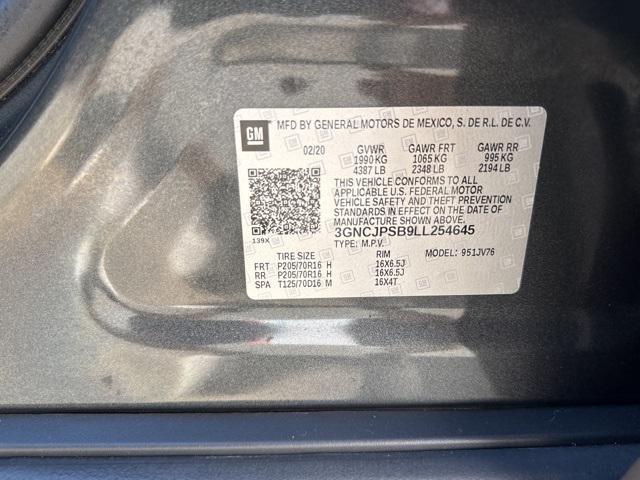 GM MFD BY GENERAL MOTORS DE MEXICO, S. DE R.L. DE C.V.
02/20 GVWR GAWR FRT GAWR RR
1990 KG 1065 KG 995 KG
4387 LB 2348 LB 2194 LB
THIS VEHICLE CONFORMS TO ALL
APPLICABLE U.S. FEDERAL MOTOR
VEHICLE SAFETY AND THEFT PREVENTION
STANDARDS IN EFFECT ON THE DATE OF
MANUFACTURE SHOWN ABOVE.
139X 3GNCJPSB9LL254645
TYPE: M.P.V. MODEL: 951JV76
TIRE SIZE RIM
FRT P205/70R16 H 16X6.5J
RR P205/70R16 H 16X6.5J
SPA T125/70D16 M 16X4T